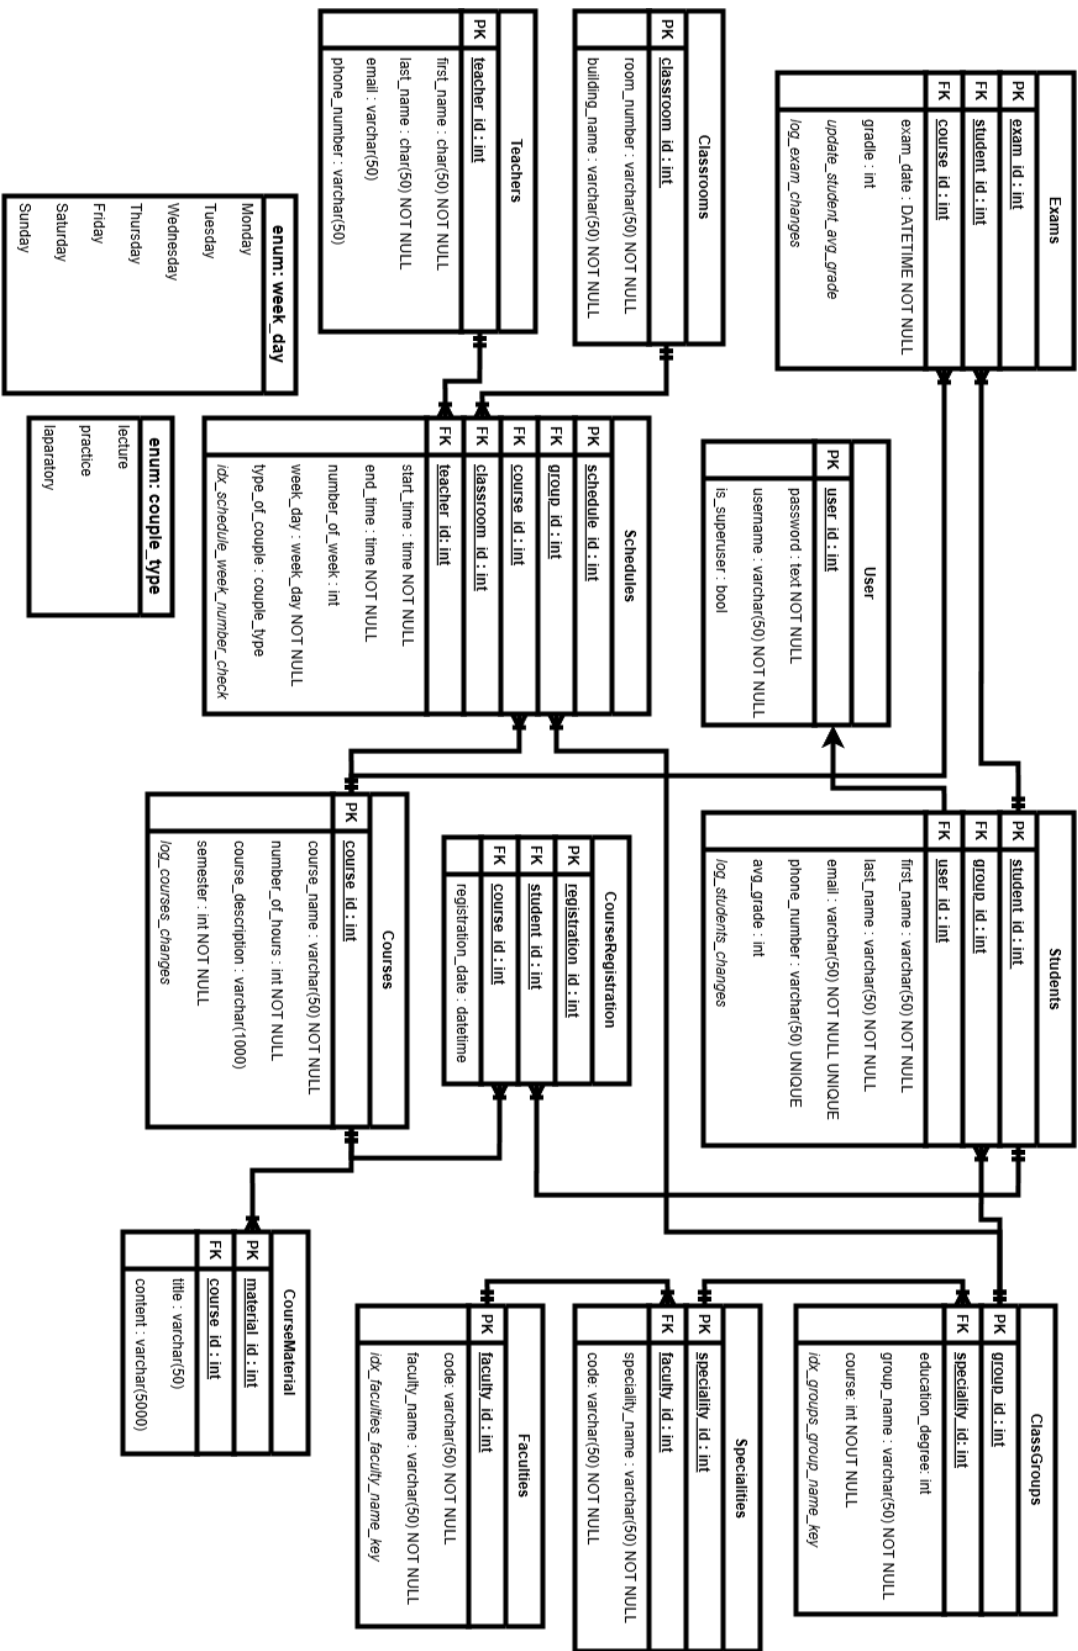 Exams
PK exam_id : int
FK student_id : int
FK course_id : int
exam_date : DATETIME NOT NULL
gradle : int
update_student_avg_grade
log_exam_changes
Students
PK student_id : int
FK group_id : int
FK user_id : int
first_name : varchar(50) NOT NULL
last_name : varchar(50) NOT NULL
email : varchar(50) NOT NULL UNIQUE
phone_number : varchar(50) UNIQUE
avg_grade : int
log_students_changes
ClassGroups
PK group_id : int
FK speciality_id: int
education_degree: int
group_name : varchar(50) NOT NULL
course: int NOUT NULL
idx_groups_group_name_key
User
PK user_id : int
password : text NOT NULL
username : varchar(50) NOT NULL
is_superuser : bool
Classrooms
PK classroom_id : int
room_number : varchar(50) NOT NULL
building_name : varchar(50) NOT NULL
Specialities
PK speciality_id : int
FK faculty_id : int
speciality_name : varchar(50) NOT NULL
code: varchar(50) NOT NULL
Schedules
PK schedule_id : int
FK group_id : int
FK course_id : int
FK classroom_id : int
FK teacher_id: int
start_time : time NOT NULL
end_time : time NOT NULL
number_of_week : int
week_day : week_day NOT NULL
type_of_couple : couple_type
idx_schedule_week_number_check
CourseRegistration
PK registration_id : int
FK student_id : int
FK course_id : int
registration_date : datetime
Teachers
PK teacher_id : int
first_name : char(50) NOT NULL
last_name : char(50) NOT NULL
email : varchar(50)
phone_number : varchar(50)
Faculties
PK faculty_id : int
code: varchar(50) NOT NULL
faculty_name : varchar(50) NOT NULL
idx_faculties_faculty_name_key
Courses
PK course_id : int
course_name : varchar(50) NOT NULL
number_of_hours : int NOT NULL
course_description : varchar(1000)
semester : int NOT NULL
log_courses_changes
CourseMaterial
PK material_id : int
FK course_id : int
title : varchar(50)
content : varchar(5000)
enum: week_day
Monday
Tuesday
Wednesday
Thursday
Friday
Saturday
Sunday
enum: couple_type
lecture
practice
laparatory